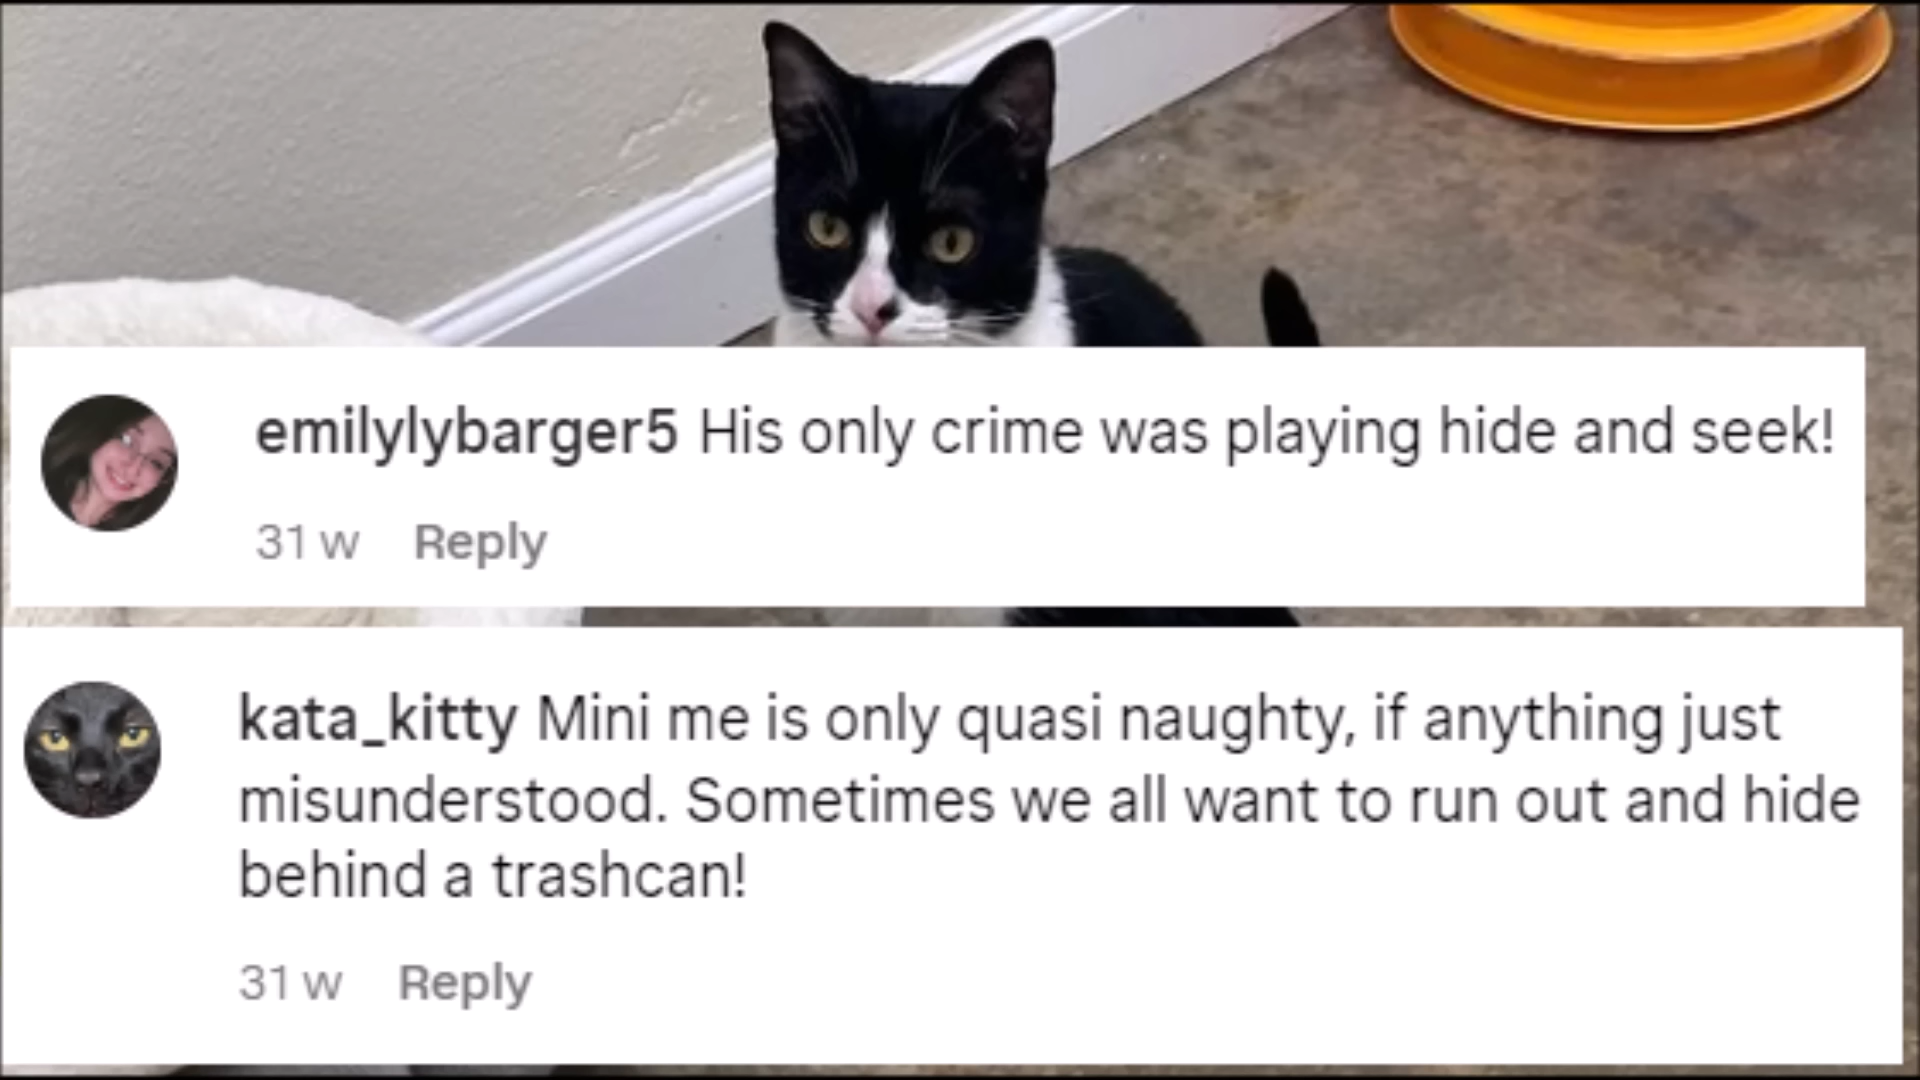 emilylybarger5 His only crime was playing hide and seek!
31 w Reply
kata_kitty Mini me is only quasi naughty, if anything just
misunderstood. Sometimes we all want to run out and hide
behind a trashcan!
31 w Reply